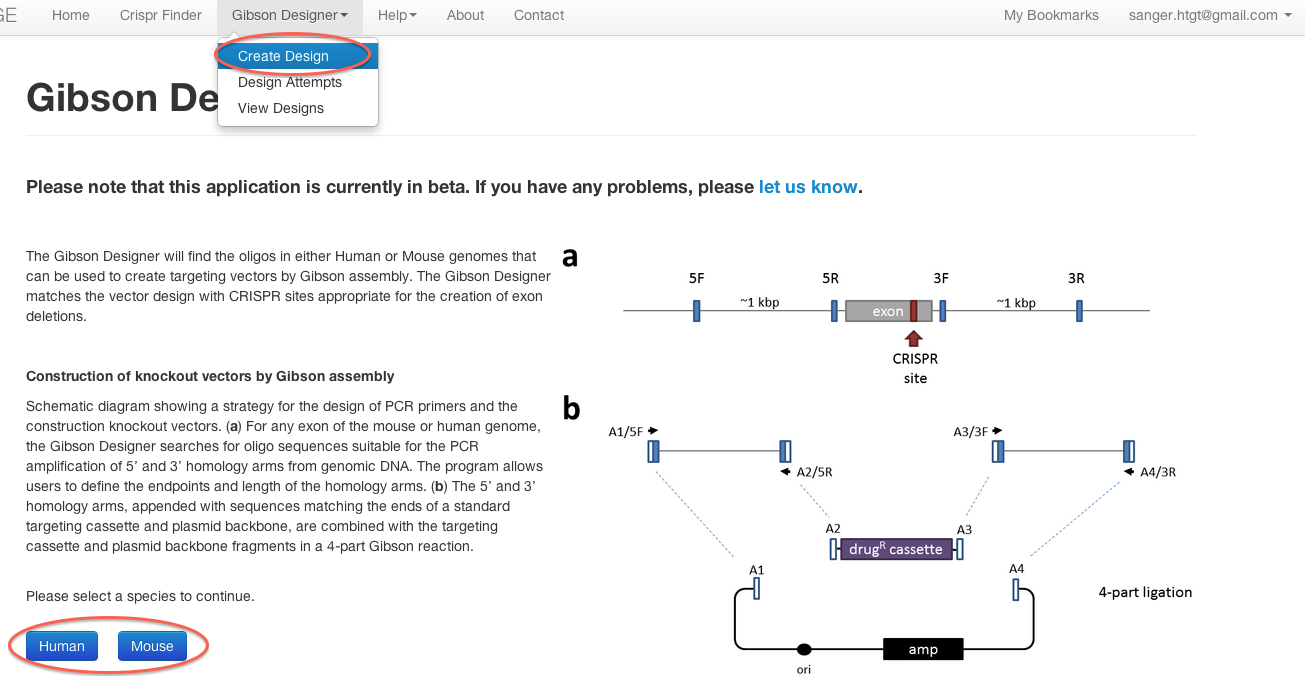 GE Home Crispr Finder Gibson Designer Help About Contact My Bookmarks sanger.htgt@gmail.com
Create Design
Design Attempts
View Designs
Gibson De
Please note that this application is currently in beta. If you have any problems, please let us know.
The Gibson Designer will find the oligos in either Human or Mouse genomes that
can be used to create targeting vectors by Gibson assembly. The Gibson Designer
matches the vector design with CRISPR sites appropriate for the creation of exon
deletions.
Construction of knockout vectors by Gibson assembly
Schematic diagram showing a strategy for the design of PCR primers and the
construction knockout vectors. (a) For any exon of the mouse or human genome,
the Gibson Designer searches for oligo sequences suitable for the PCR
amplification of 5’ and 3’ homology arms from genomic DNA. The program allows
users to define the endpoints and length of the homology arms. (b) The 5’ and 3’
homology arms, appended with sequences matching the ends of a standard
targeting cassette and plasmid backbone, are combined with the targeting
cassette and plasmid backbone fragments in a 4-part Gibson reaction.
Please select a species to continue.
Human Mouse
a
5F 5R 3F 3R
~1 kbp ~1 kbp
exon
CRISPR
site
b
A1/5F A3/3F
A2/5R A4/3R
A2 A3
drugR cassette
A1 A4
4-part ligation
amp
ori